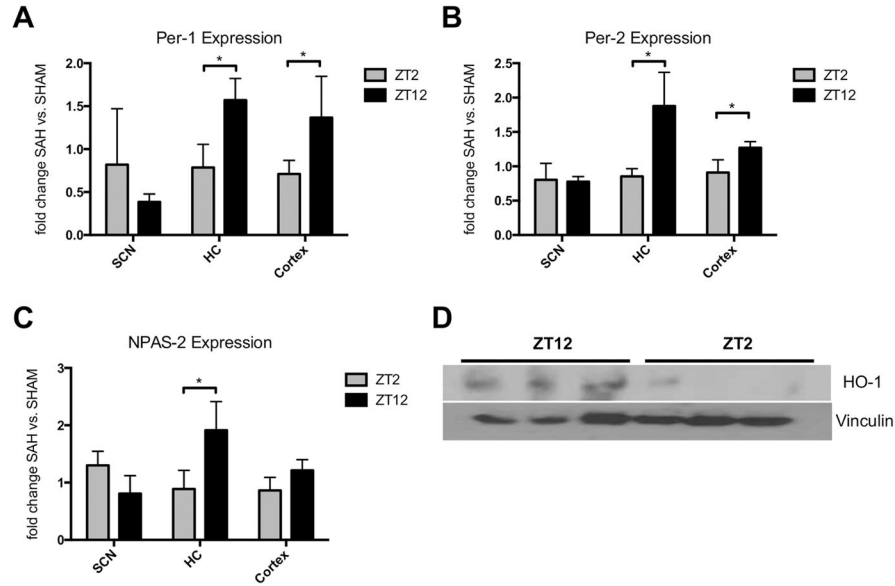 A
Per-1 Expression
fold change SAH vs. SHAM
2.0
1.5
1.0
0.5
0.0
*
*
ZT2
ZT12
SCN
HC
Cortex
B
Per-2 Expression
fold change SAH vs. SHAM
2.5
2.0
1.5
1.0
0.5
0.0
*
*
ZT2
ZT12
SCN
HC
Cortex
C
NPAS-2 Expression
fold change SAH vs. SHAM
3
2
1
0
*
ZT2
ZT12
SCN
HC
Cortex
D
ZT12
ZT2
HO-1
Vinculin